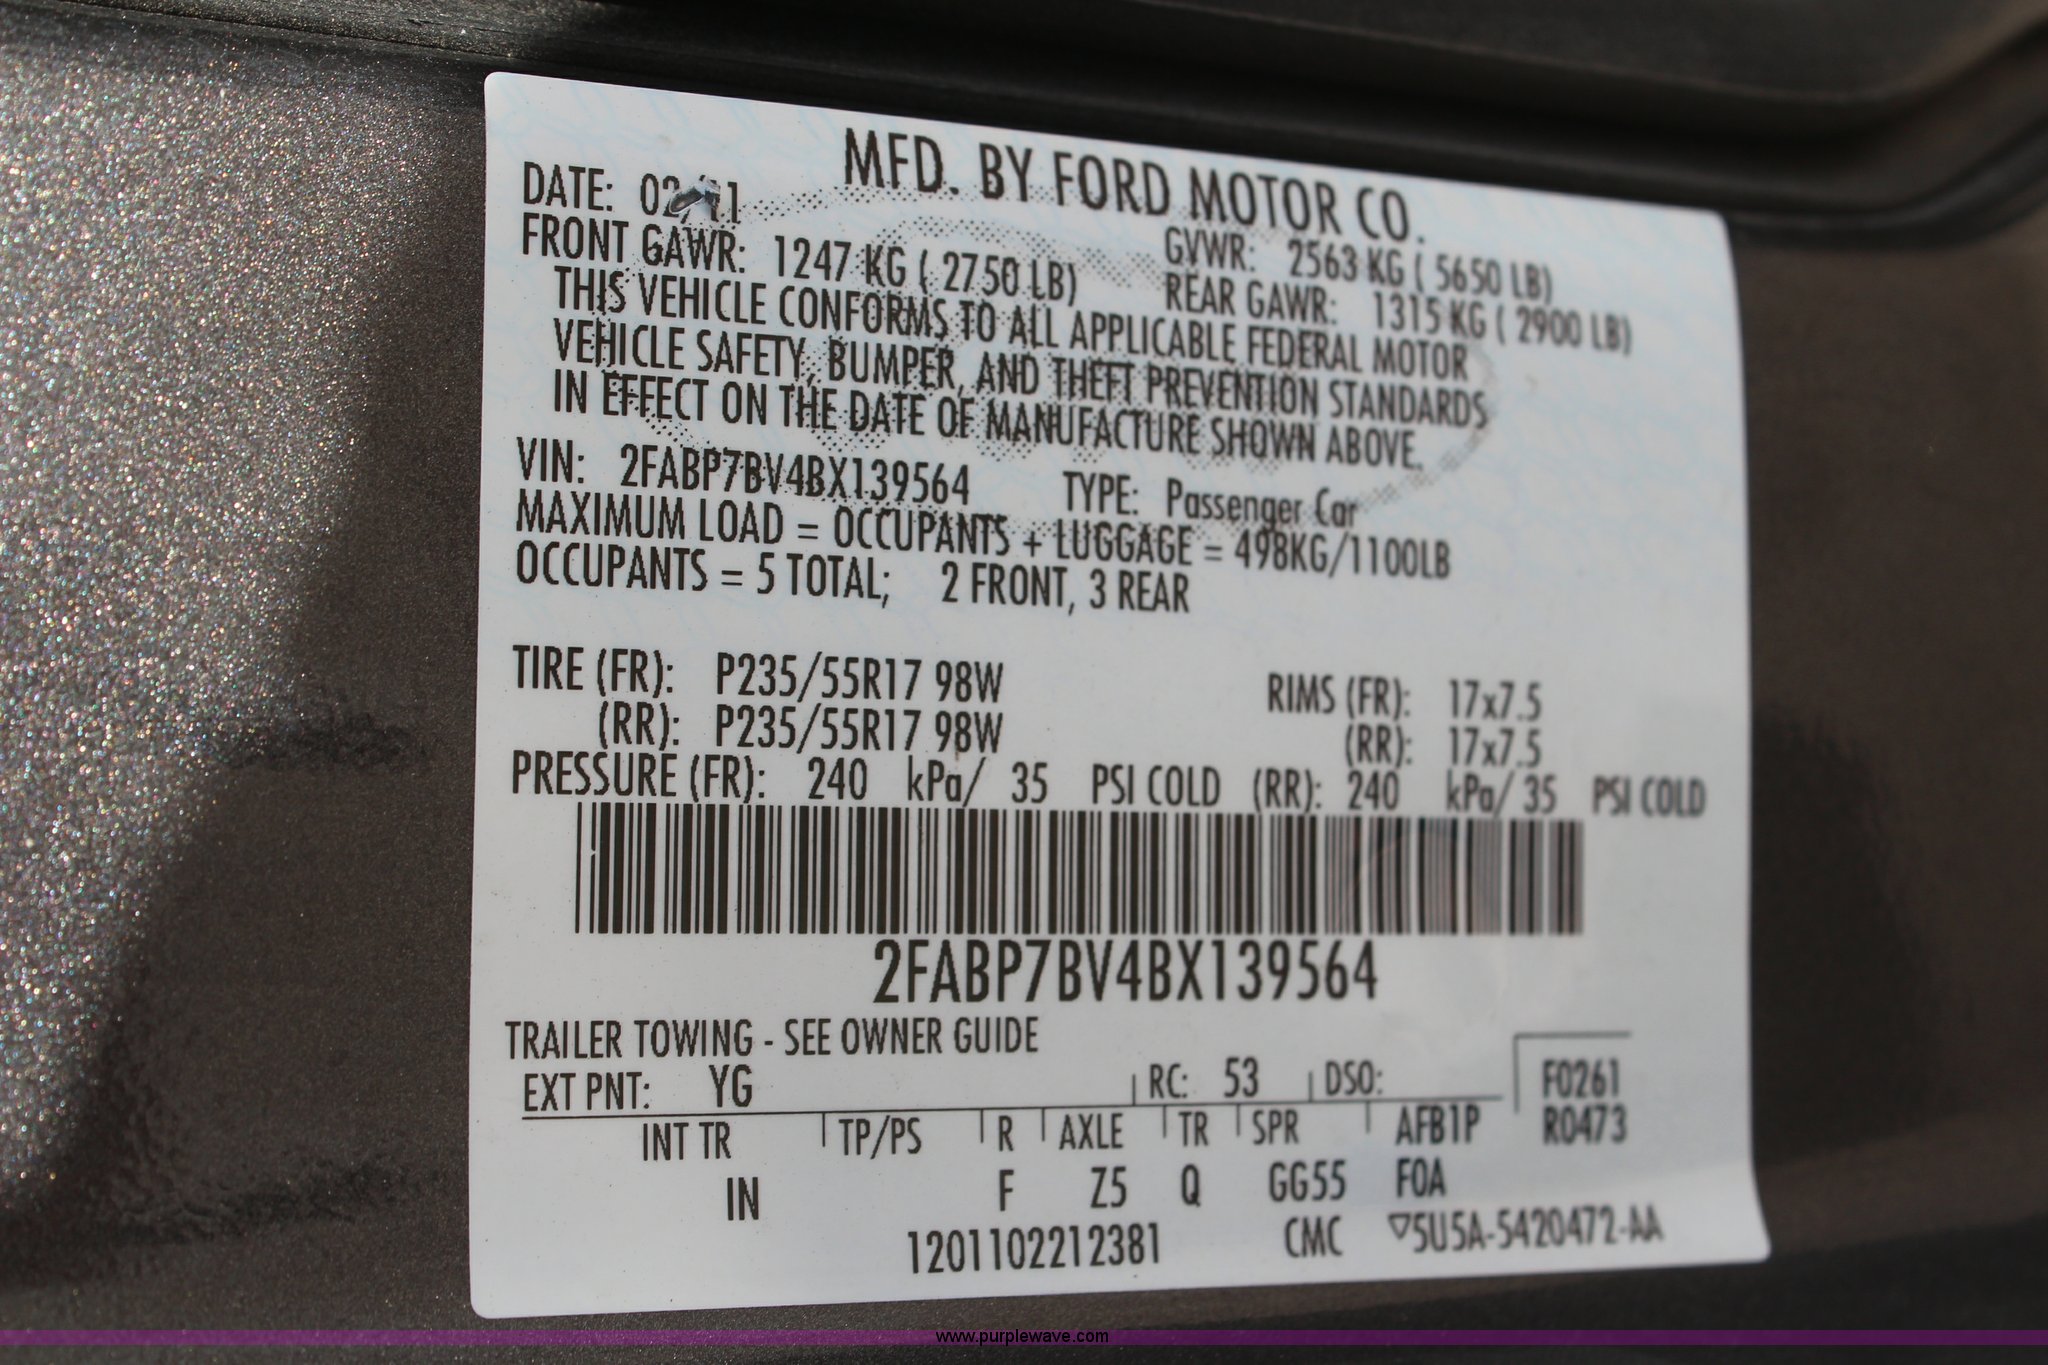 MFD. BY FORD MOTOR CO.
DATE: 02/11 GVWR: 2563 KG ( 5650 LB)
FRONT GAWR: 1247 KG ( 2750 LB) REAR GAWR: 1315 KG ( 2900 LB)
THIS VEHICLE CONFORMS TO ALL APPLICABLE FEDERAL MOTOR
VEHICLE SAFETY, BUMPER, AND THEFT PREVENTION STANDARDS
IN EFFECT ON THE DATE OF MANUFACTURE SHOWN ABOVE.
VIN: 2FABP7BV4BX139564 TYPE: Passenger Car
MAXIMUM LOAD = OCCUPANTS + LUGGAGE = 498KG/1100LB
OCCUPANTS = 5 TOTAL; 2 FRONT, 3 REAR
TIRE (FR): P235/55R17 98W RIMS (FR): 17x7.5
(RR): P235/55R17 98W (RR): 17x7.5
PRESSURE (FR): 240 kPa/ 35 PSI COLD (RR): 240 kPa/ 35 PSI COLD
2FABP7BV4BX139564
TRAILER TOWING - SEE OWNER GUIDE
EXT PNT: YG RC: 53 DSO: F0261
INT TR TP/PS R AXLE TR SPR AFB1P R0473
IN F Z5 Q GG55 F0A
1201102212381 CMC ▽5U5A-5420472-AA
www.purplewave.com